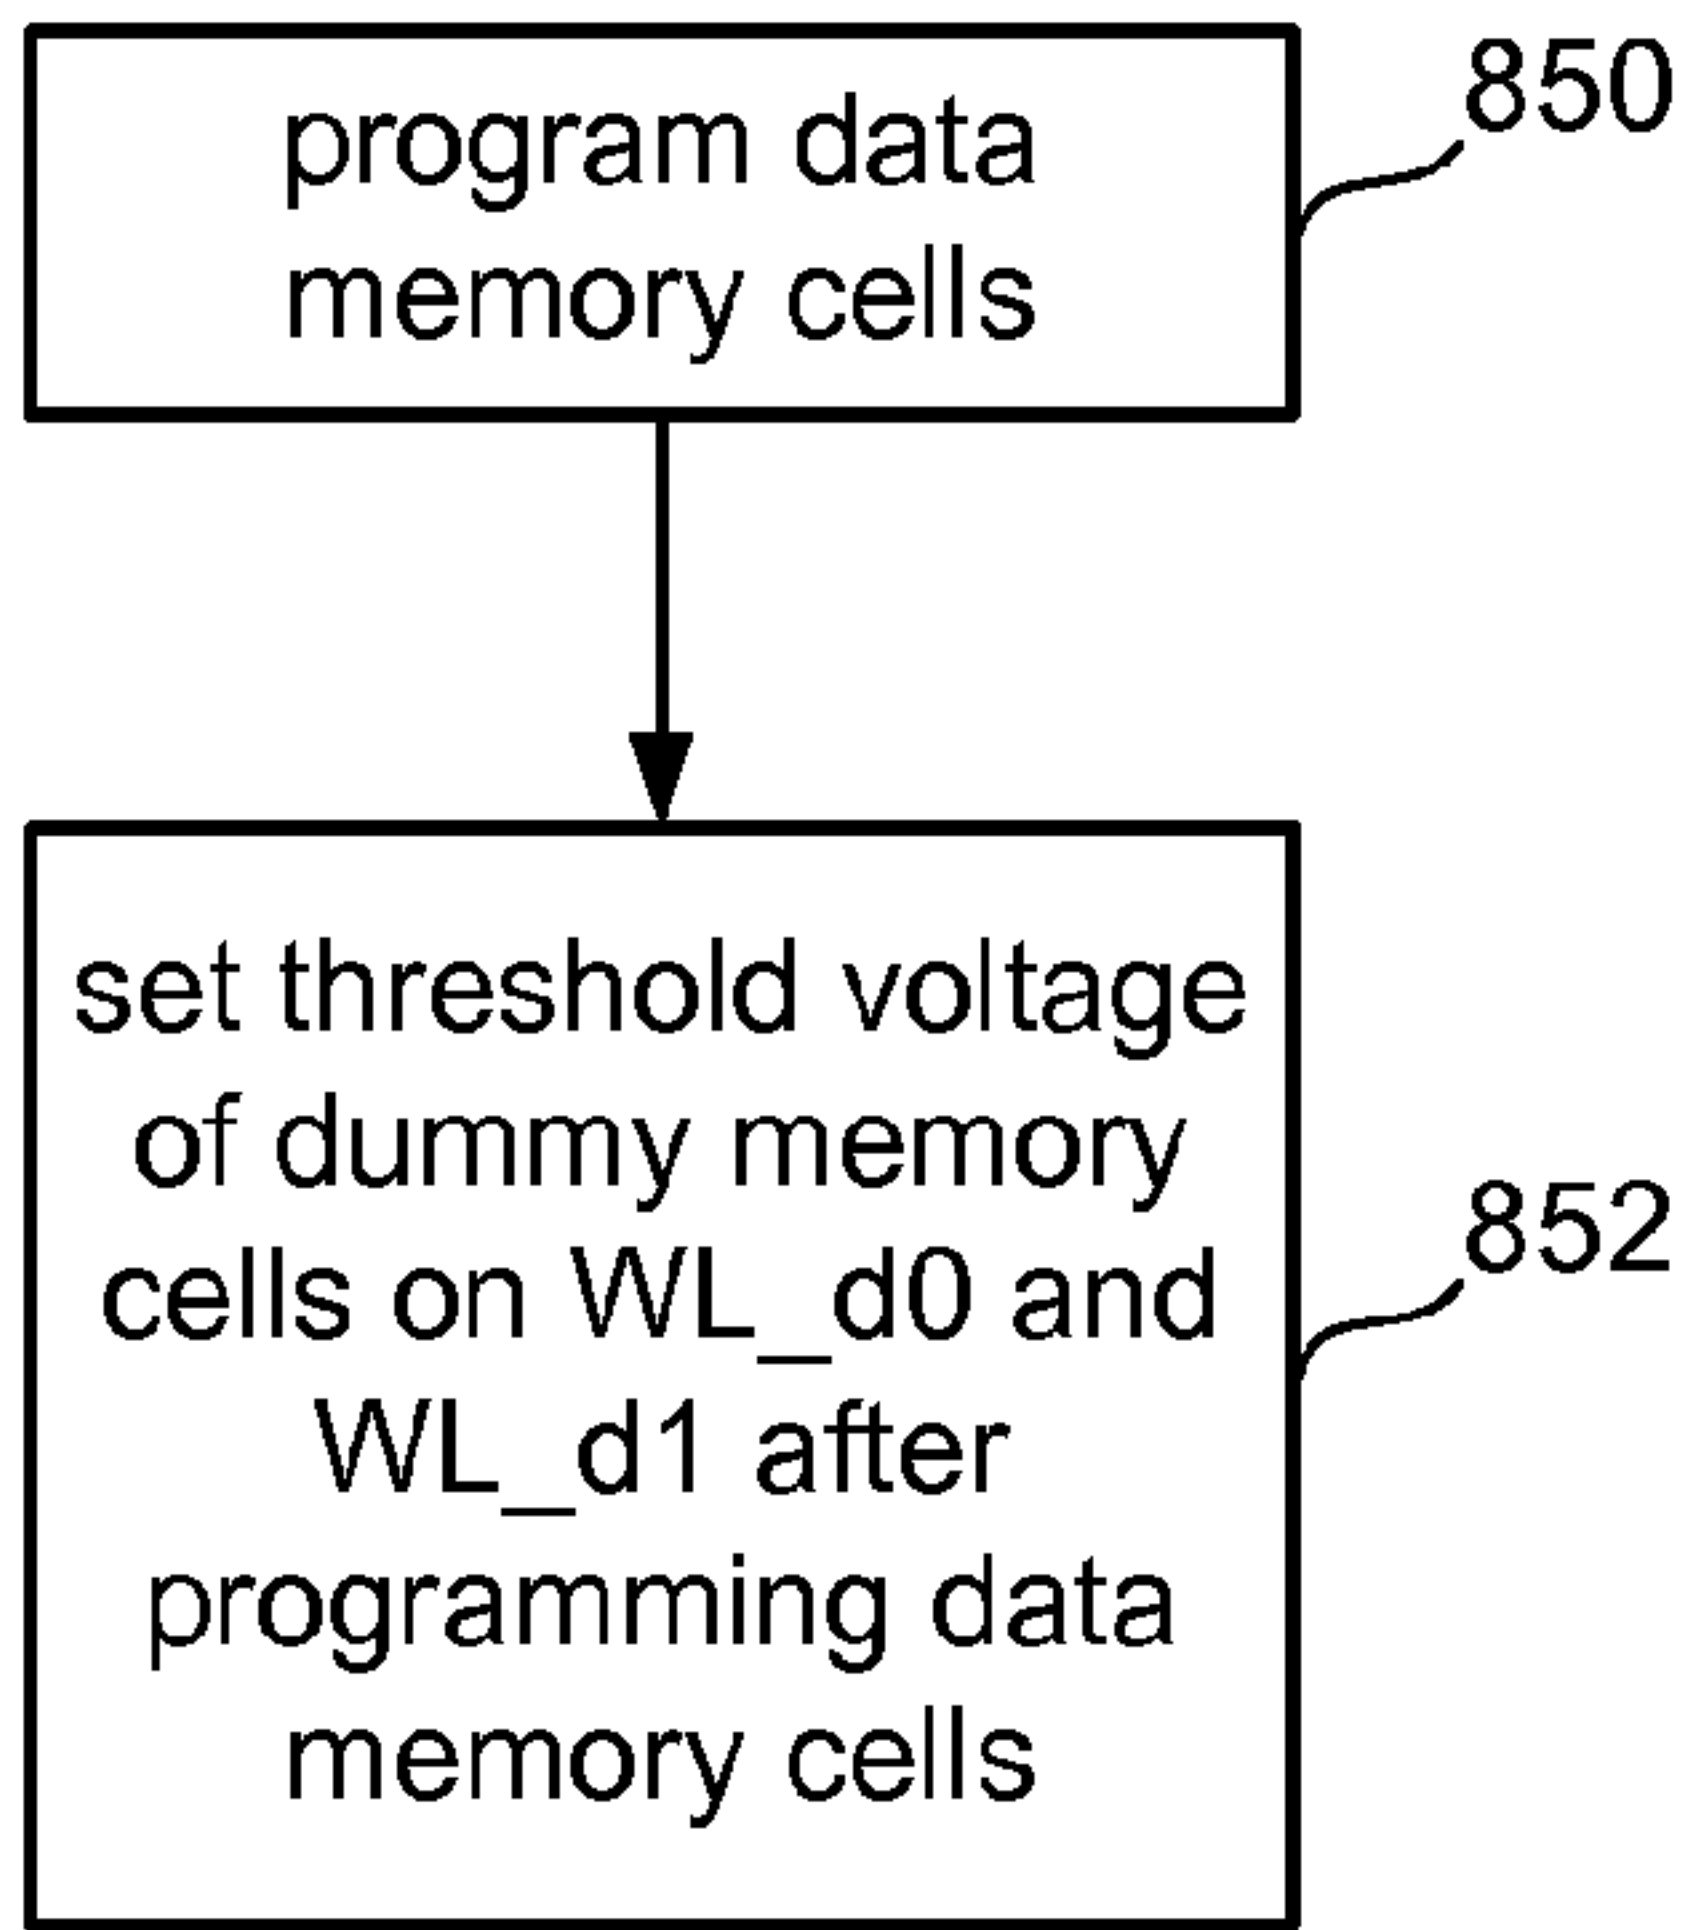 program data
memory cells
850
set threshold voltage
of dummy memory
cells on WL_d0 and
WL_d1 after
programming data
memory cells
852